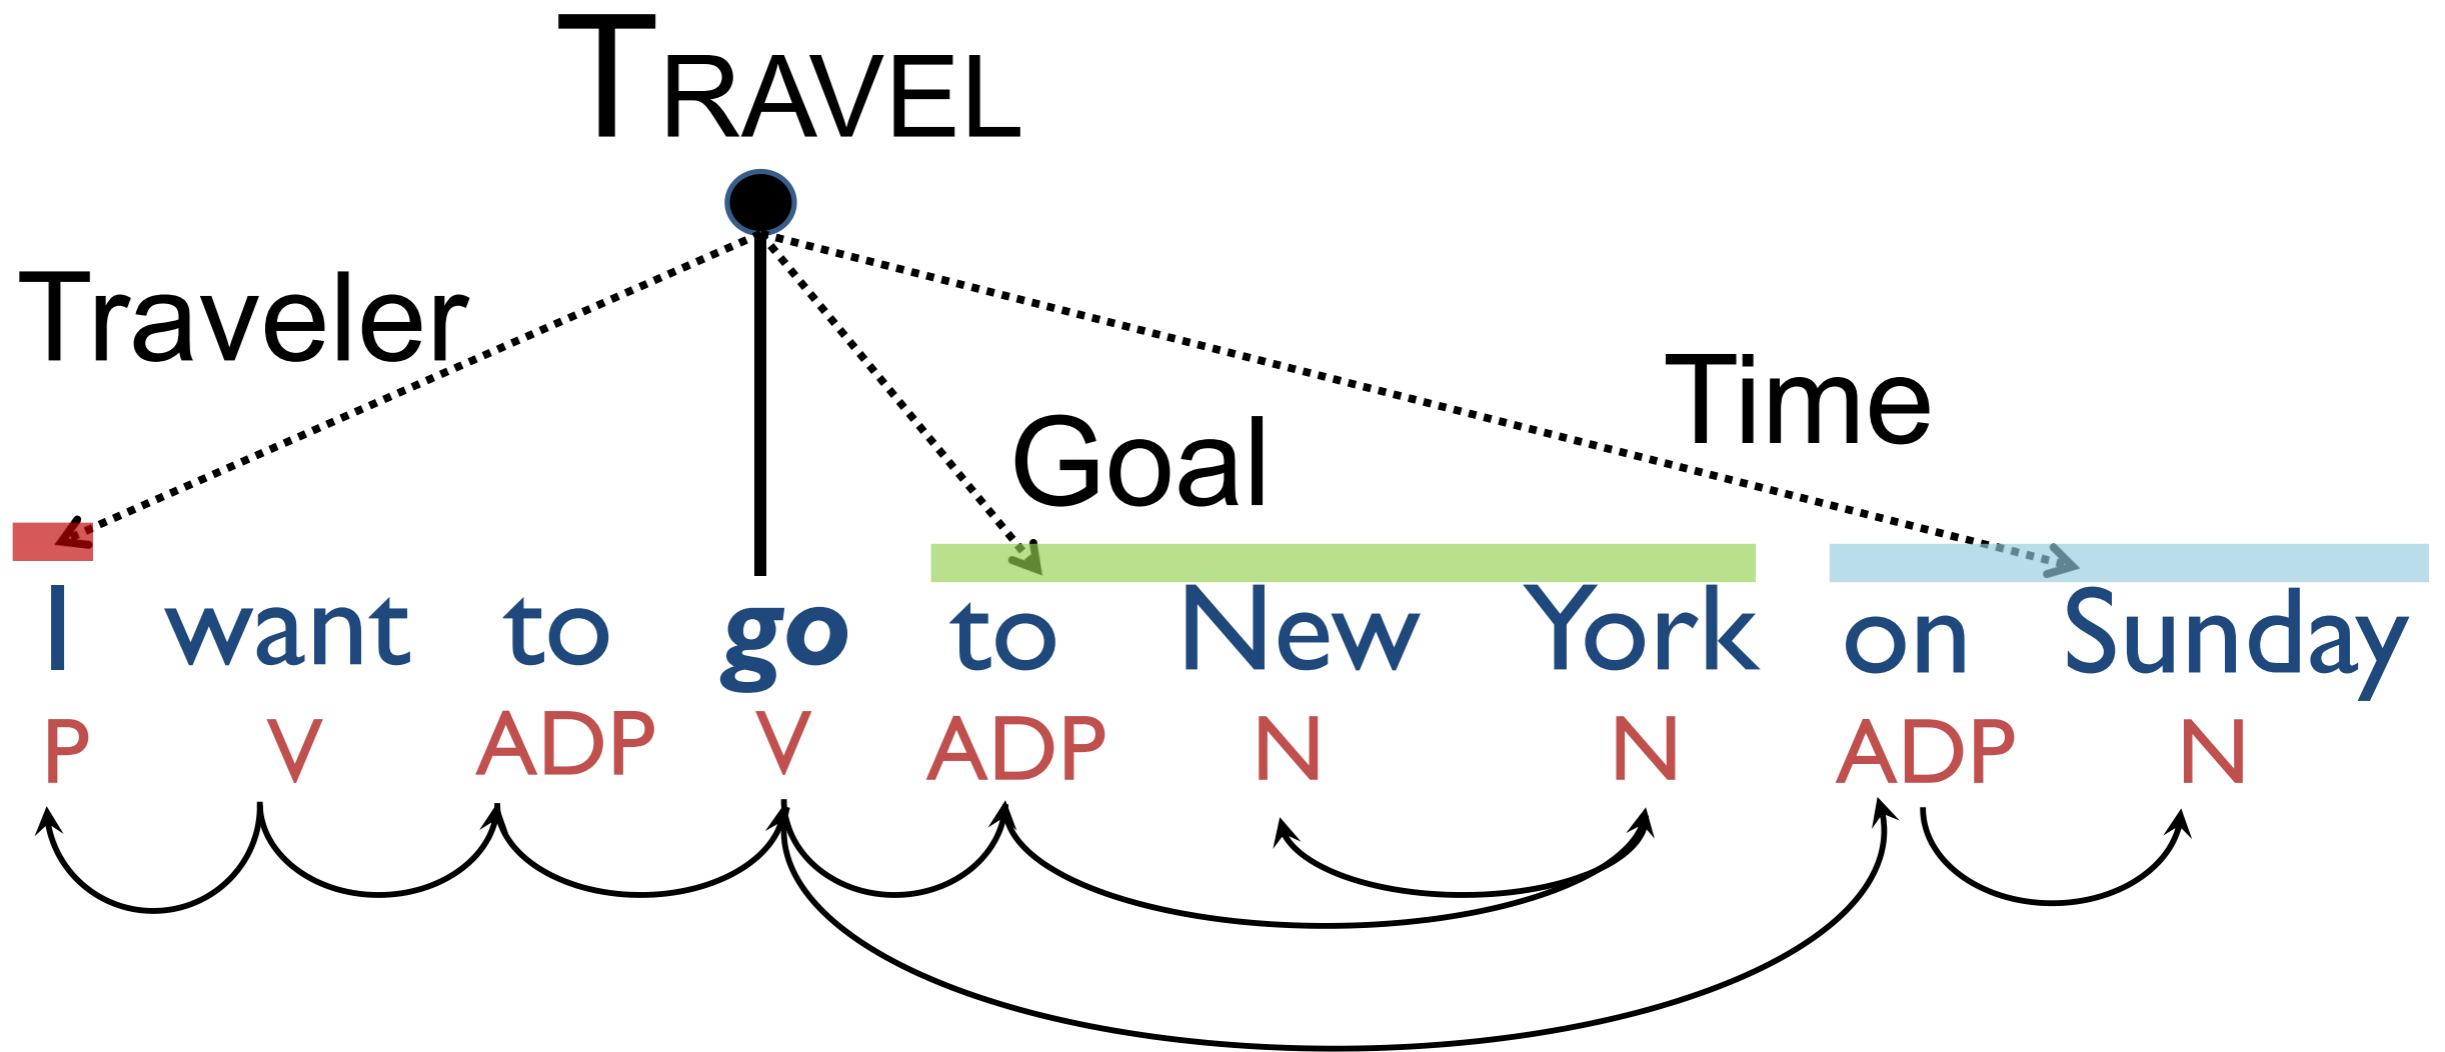 TRAVEL
Traveler
Time
Goal
I want to go to New York on Sunday
P V ADP V ADP N N ADP N